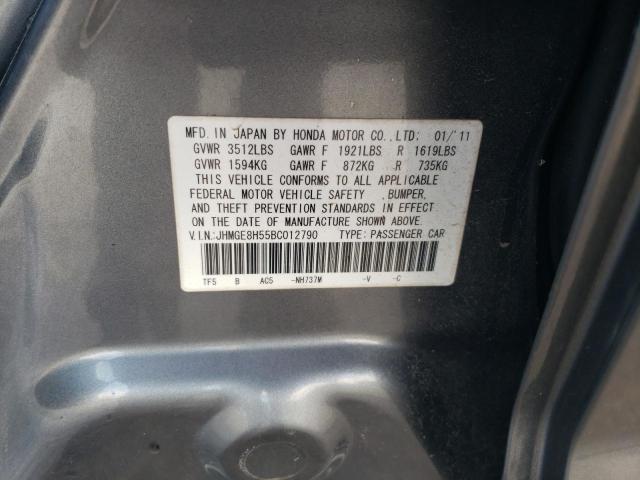 MFD. IN JAPAN BY HONDA MOTOR CO.,LTD: 01/'11
GVWR 3512LBS GAWR F 1921LBS R 1619LBS
GVWR 1594KG GAWR F 872KG R 735KG
THIS VEHICLE CONFORMS TO ALL APPLICABLE
FEDERAL MOTOR VEHICLE SAFETY , BUMPER,
AND THEFT PREVENTION STANDARDS IN EFFECT
ON THE DATE OF MANUFACTURE SHOWN ABOVE.
V.I.N.:JHMGE8H55BC012790 TYPE: PASSENGER CAR
TF5 B AC5 -NH737M -V -C